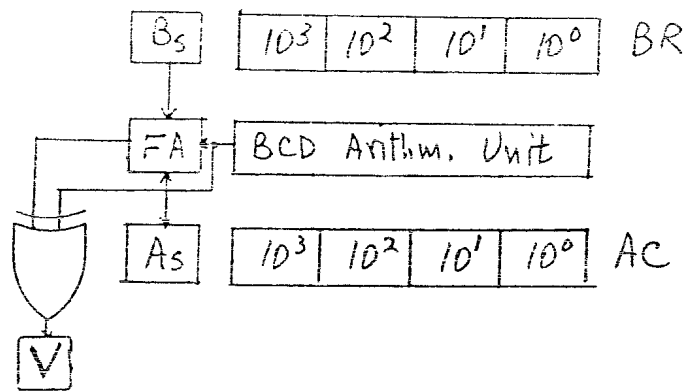 Bs 10³ 10² 10¹ 10⁰ BR
FA BCD Arithm. Unit
As 10³ 10² 10¹ 10⁰ AC
V